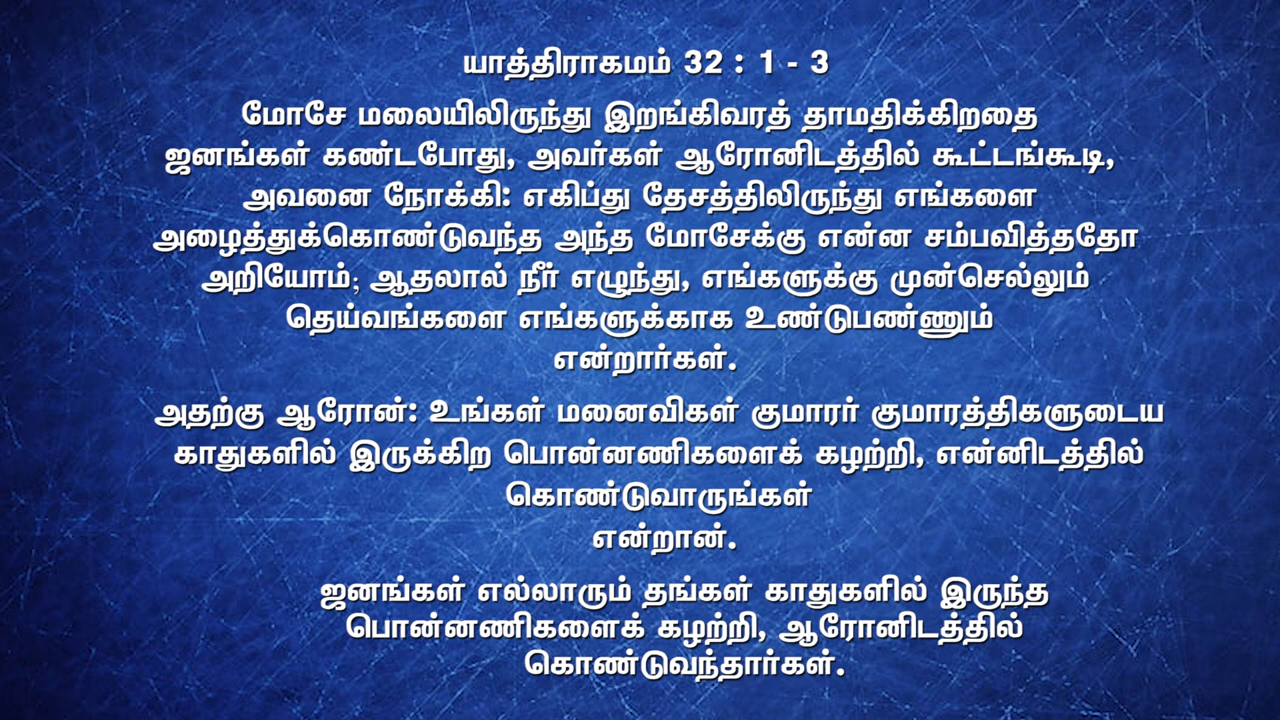 யாத்திராகமம் 32 : 1 - 3
மோசே மலையிலிருந்து இறங்கிவரத் தாமதிக்கிறதை
ஜனங்கள் கண்டபோது, அவர்கள் ஆரோனிடத்தில் கூட்டங்கூடி,
அவனை நோக்கி: எகிப்து தேசத்திலிருந்து எங்களை
அழைத்துக்கொண்டுவந்த அந்த மோசேக்கு என்ன சம்பவித்ததோ
அறியோம்; ஆதலால் நீர் எழுந்து, எங்களுக்கு முன்செல்லும்
தெய்வங்களை எங்களுக்காக உண்டுபண்ணும்
என்றார்கள்.
அதற்கு ஆரோன்: உங்கள் மனைவிகள் குமாரர் குமாரத்திகளுடைய
காதுகளில் இருக்கிற பொன்னணிகளைக் கழற்றி, என்னிடத்தில்
கொண்டுவாருங்கள்
என்றான்.
ஜனங்கள் எல்லாரும் தங்கள் காதுகளில் இருந்த
பொன்னணிகளைக் கழற்றி, ஆரோனிடத்தில்
கொண்டுவந்தார்கள்.